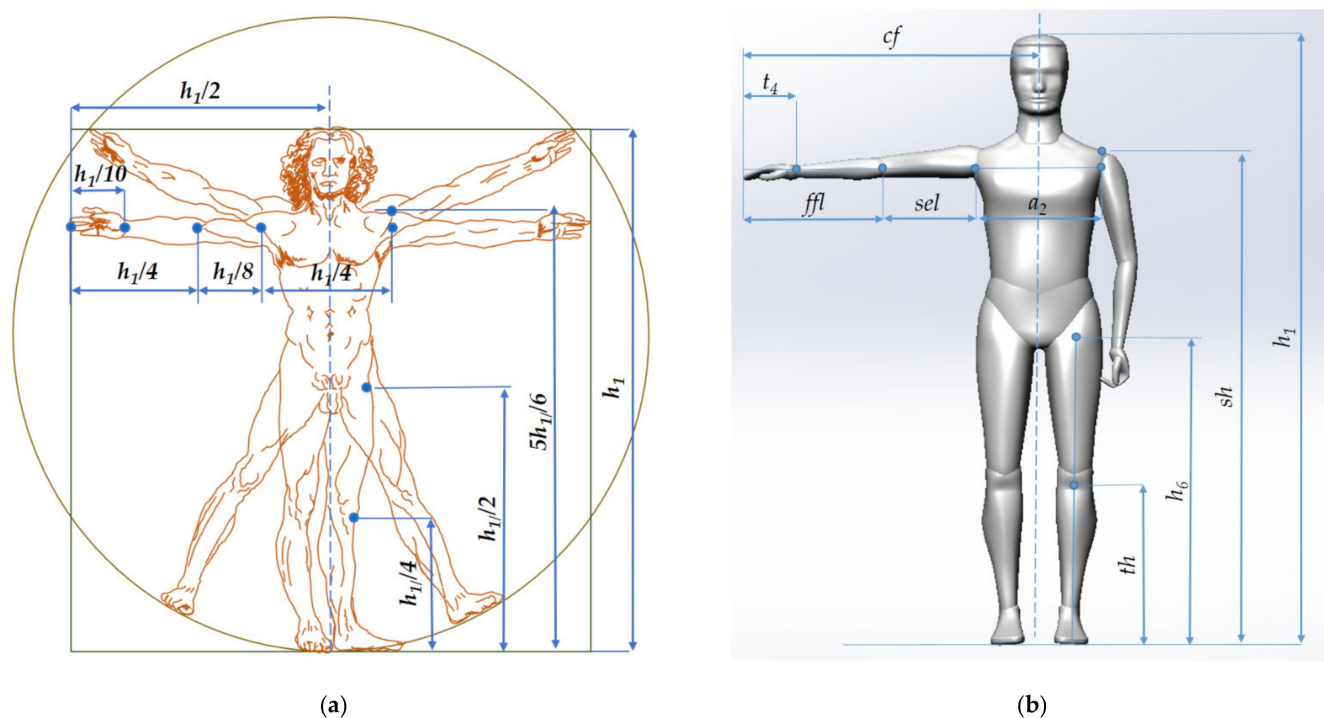 h1/2
h1/10
h1/4
h1/8
h1/4
5h1/6
h1
h1/2
h1/4
(a)
cf
t4
ffl
sel
a2
sh
h1
h6
th
(b)